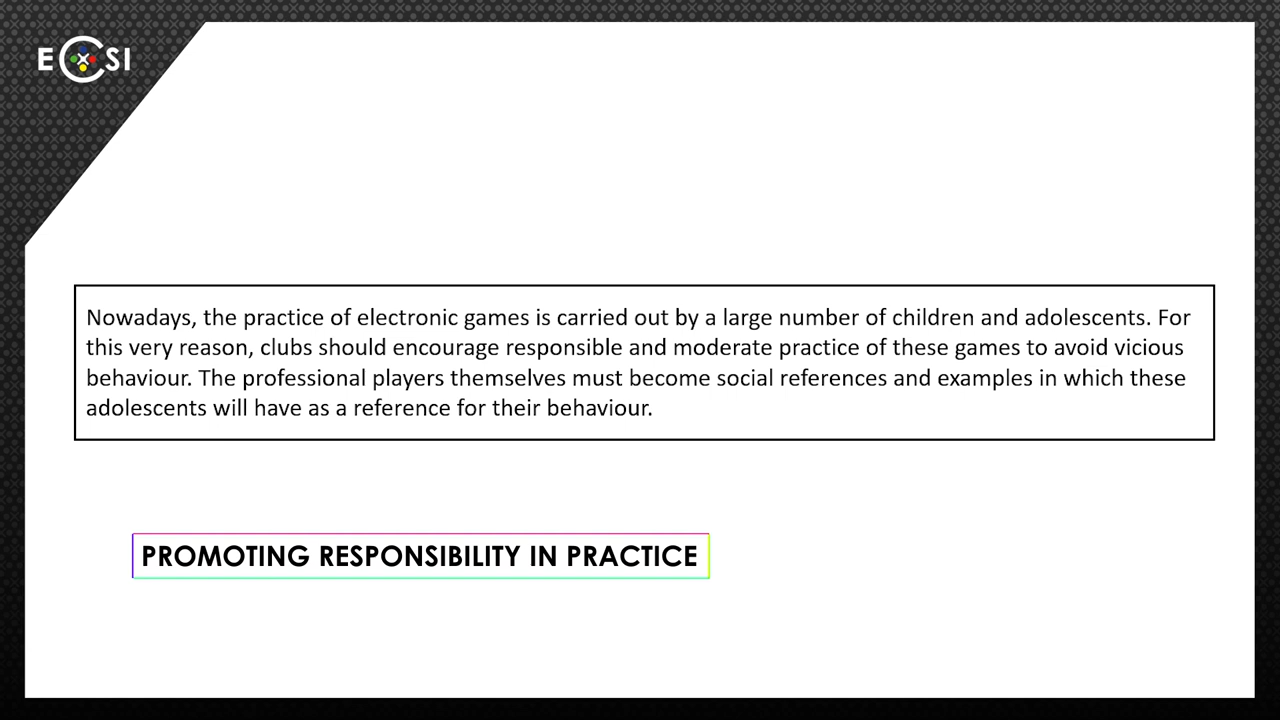 ECSI
Nowadays, the practice of electronic games is carried out by a large number of children and adolescents. For
this very reason, clubs should encourage responsible and moderate practice of these games to avoid vicious
behaviour. The professional players themselves must become social references and examples in which these
adolescents will have as a reference for their behaviour.
PROMOTING RESPONSIBILITY IN PRACTICE